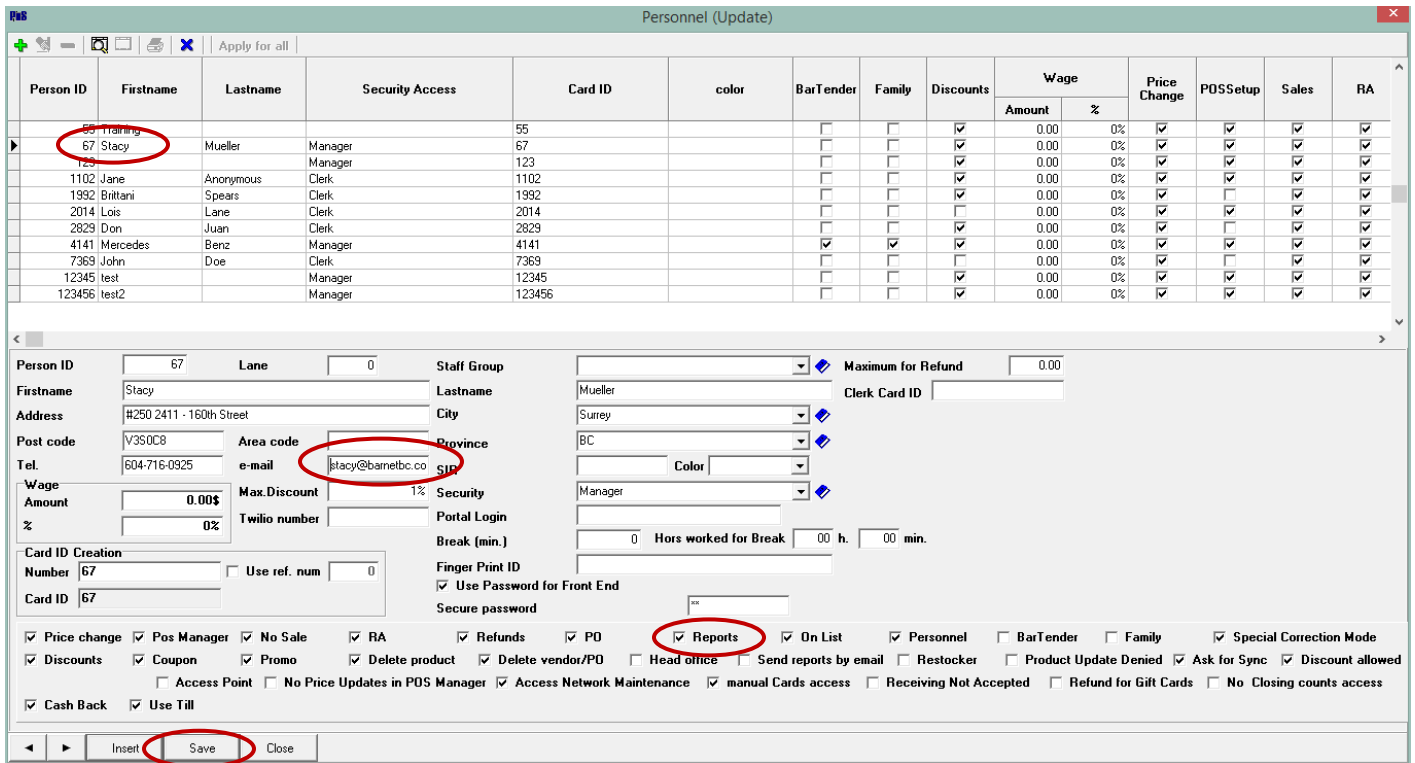 RMS Personnel (Update)
Apply for all
Person ID Firstname Lastname Security Access Card ID color BarTender Family Discounts Wage Price Change POSSetup Sales RA
Amount %
55 Training 55 0.00 0%
67 Stacy Mueller Manager 67 0.00 0%
123 Manager 123 0.00 0%
1102 Jane Anonymous Clerk 1102 0.00 0%
1992 Brittani Spears Clerk 1992 0.00 0%
2014 Lois Lane Clerk 2014 0.00 0%
2829 Don Juan Clerk 2829 0.00 0%
4141 Mercedes Benz Manager 4141 0.00 0%
7369 John Doe Clerk 7369 0.00 0%
12345 test Manager 12345 0.00 0%
123456 test2 Manager 123456 0.00 0%
Person ID 67 Lane 0 Staff Group Maximum for Refund 0.00
Firstname Stacy Lastname Mueller Clerk Card ID
Address #250 2411 - 160th Street City Surrey
Post code V3S0C8 Area code Province BC
Tel. 604-716-0925 e-mail stacy@barnetbc.co SIN Color
Wage
Amount 0.00$ Max.Discount 1% Security Manager
% 0% Twilio number Portal Login
Break (min.) 0 Hors worked for Break 00 h. 00 min.
Card ID Creation
Number 67 Use ref. num 0 Finger Print ID
Use Password for Front End
Card ID 67 Secure password **
Price change Pos Manager No Sale RA Refunds PO Reports On List Personnel BarTender Family Special Correction Mode
Discounts Coupon Promo Delete product Delete vendor/PO Head office Send reports by email Restocker Product Update Denied Ask for Sync Discount allowed
Access Point No Price Updates in POS Manager Access Network Maintenance manual Cards access Receiving Not Accepted Refund for Gift Cards No Closing counts access
Cash Back Use Till
Insert Save Close